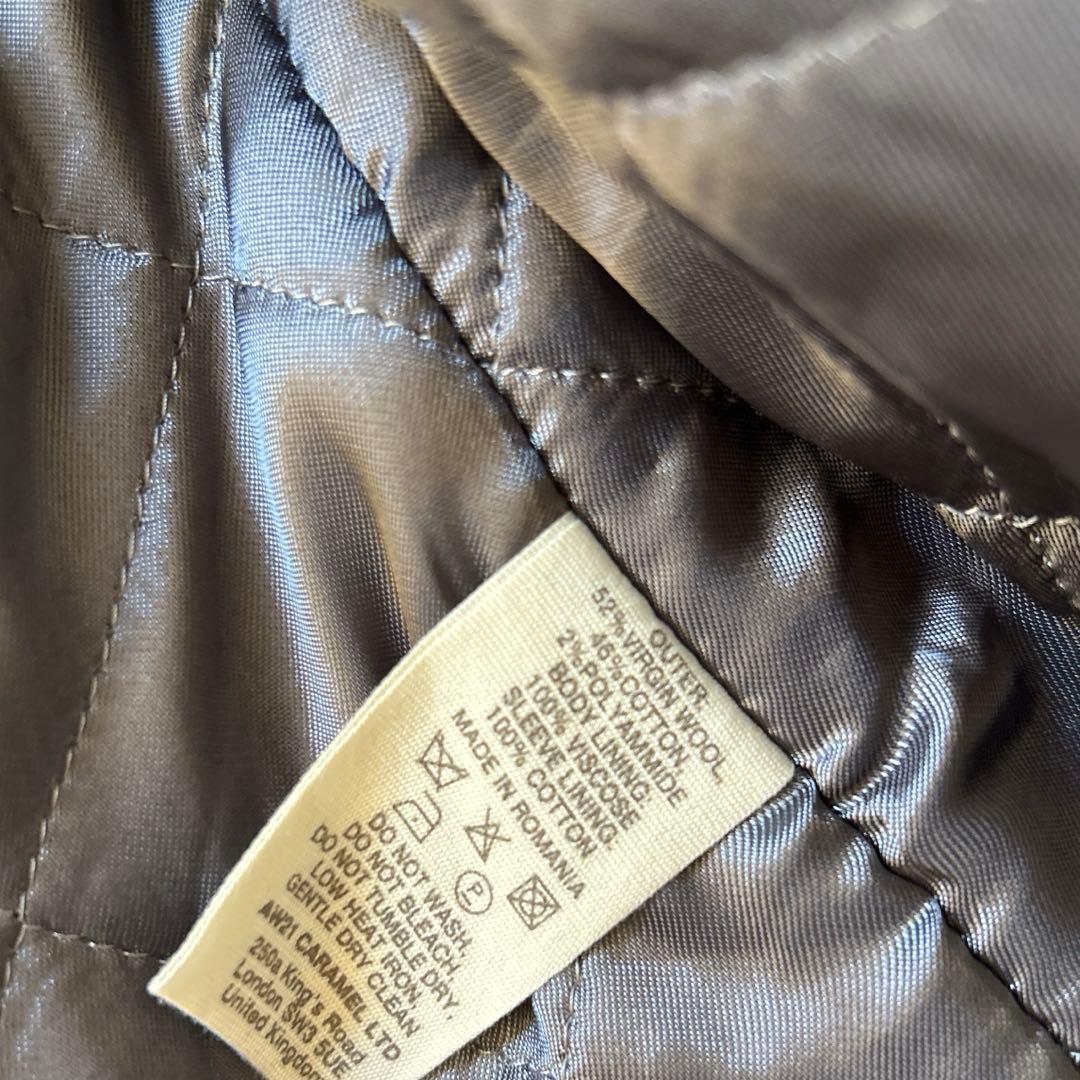 OUTER.
52%VIRGIN WOOL,
46%COTTON,
2%POLYAMMIDE
BODY LINING:
100% VISCOSE
SLEEVE LINING:
100% COTTON
MADE IN ROMANIA
P
DO NOT WASH,
DO NOT BLEACH
DO NOT TUMBLE DRY,
LOW HEAT IRON,
GENTLE DRY CLEAN
AW21 CARAMEL LTD
250a King's Road
London SW3 5UE
United Kingdom